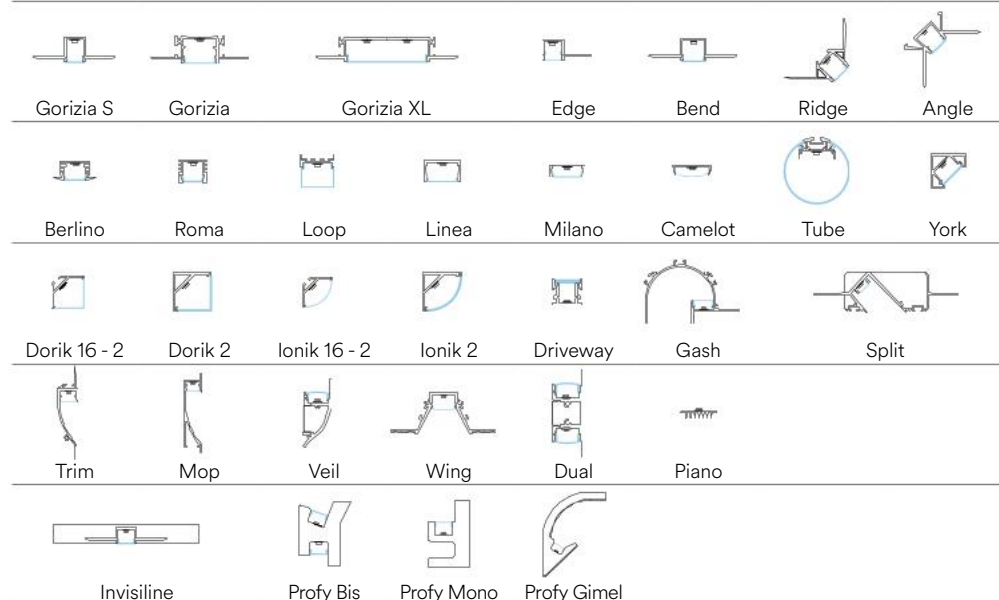 Gorizia S Gorizia Gorizia XL Edge Bend Ridge Angle
Berlino Roma Loop Linea Milano Camelot Tube York
Dorik 16 - 2 Dorik 2 Ionik 16 - 2 Ionik 2 Driveway Gash Split
Trim Mop Veil Wing Dual Piano
Invisiline Profy Bis Profy Mono Profy Gimel